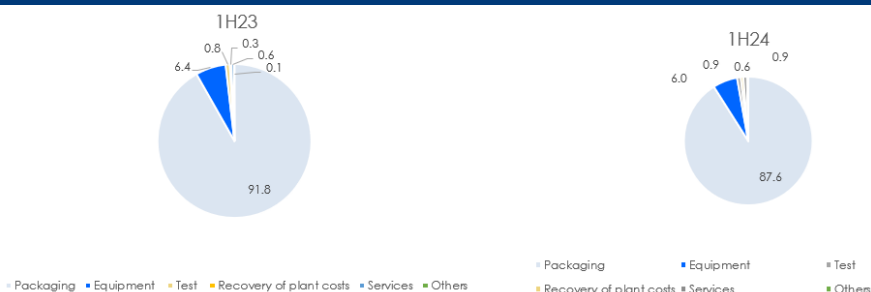 1H23
0.8
0.3
0.6
0.1
6.4
91.8
Packaging Equipment Test Recovery of plant costs Services Others
1H24
6.0
0.9
0.6
0.9
87.6
Packaging Equipment Test
Recovery of plant costs Services Others